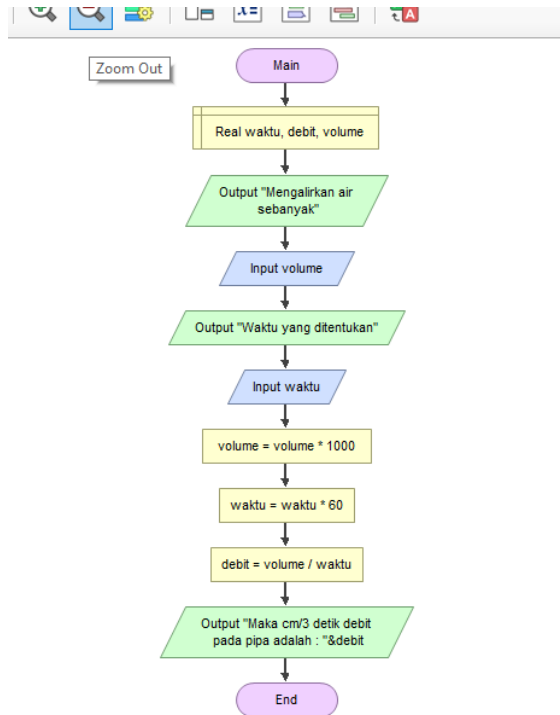 Zoom Out
Main
Real waktu, debit, volume
Output "Mengalirkan air
sebanyak"
Input volume
Output "Waktu yang ditentukan"
Input waktu
volume = volume * 1000
waktu = waktu * 60
debit = volume / waktu
Output "Maka cm/3 detik debit
pada pipa adalah : "&debit
End